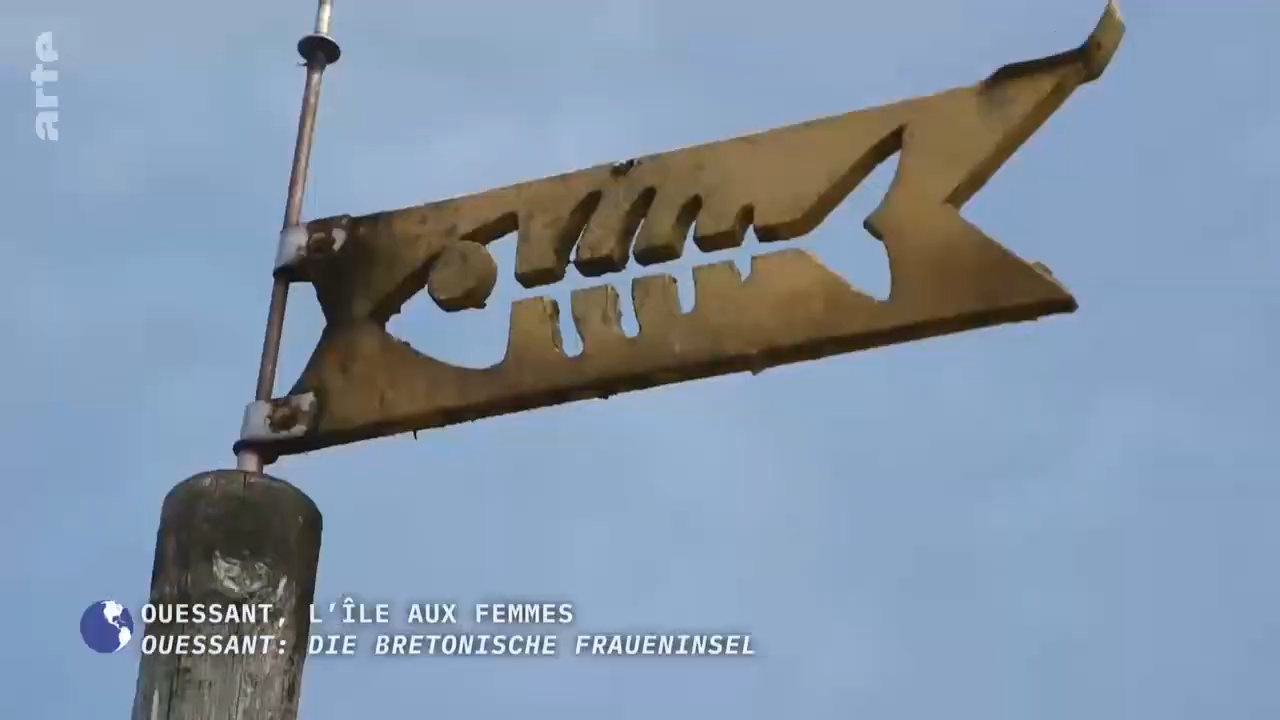 arte
OUESSANT, L'ÎLE AUX FEMMES
OUESSANT: DIE BRETONISCHE FRAUENINSEL